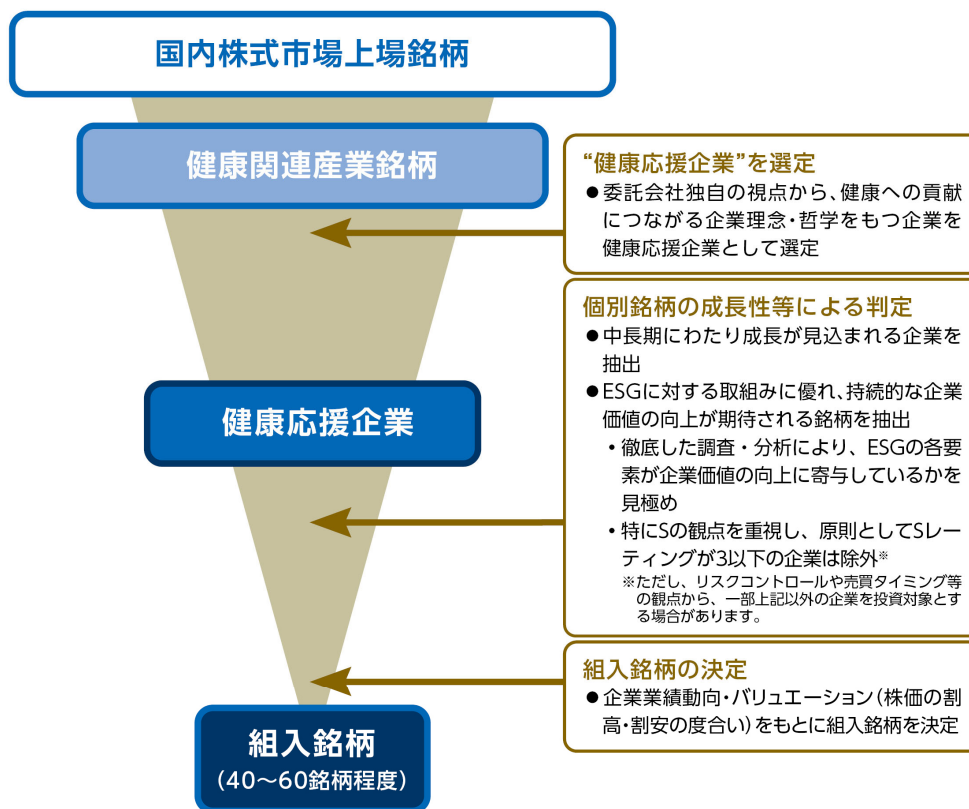 国内株式市場上場銘柄
健康関連産業銘柄
“健康応援企業”を選定
●委託会社独自の視点から、健康への貢献
につながる企業理念・哲学をもつ企業を
健康応援企業として選定
個別銘柄の成長性等による判定
●中長期にわたり成長が見込まれる企業を
抽出
●ESGに対する取組みに優れ、持続的な企業
価値の向上が期待される銘柄を抽出
・徹底した調査・分析により、ESGの各要
素が企業価値の向上に寄与しているかを
見極め
・特にSの観点を重視し、原則としてSレー
ティングが3以下の企業は除外※
※ただし、リスクコントロールや売買タイミング等
の観点から、一部上記以外の企業を投資対象とす
る場合があります。
健康応援企業
組入銘柄の決定
●企業業績動向・バリュエーション(株価の割
高・割安の度合い)をもとに組入銘柄を決定
組入銘柄
(40～60銘柄程度)